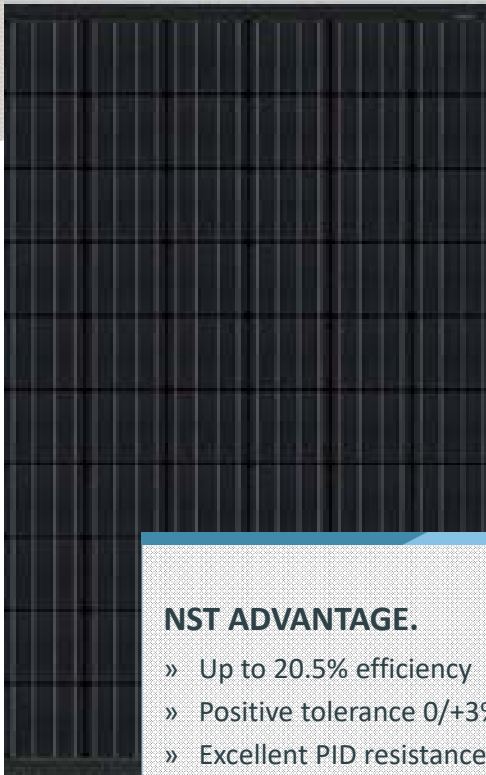 NST ADVANTAGE.
» Up to 20.5% efficiency
» Positive tolerance 0/+3%
» Excellent PID resistance